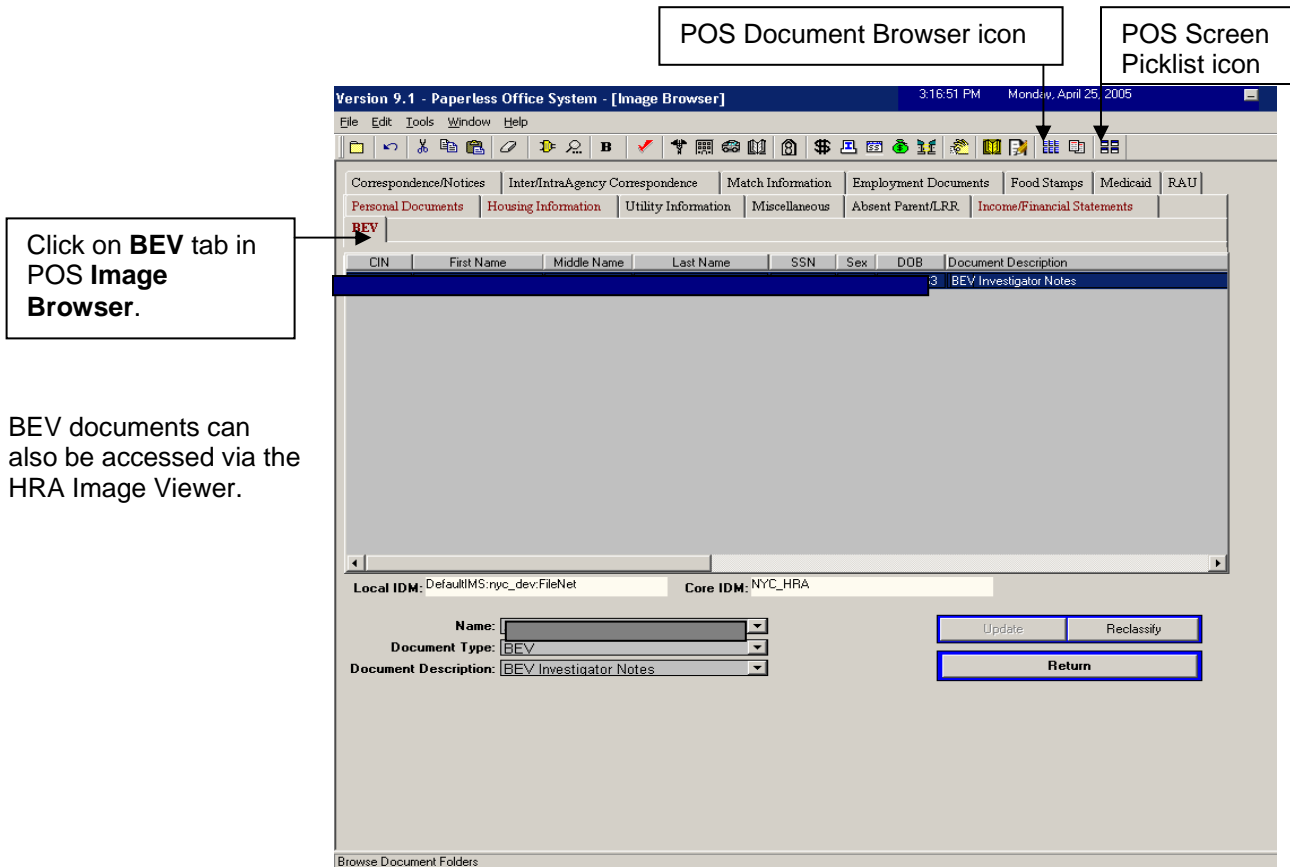 POS Document Browser icon
POS Screen
Picklist icon
Version 9.1 - Paperless Office System - [Image Browser]
3:16:51 PM Monday, April 25, 2005
File Edit Tools Window Help
B
Correspondence/Notices Inter/IntraAgency Correspondence Match Information Employment Documents Food Stamps Medicaid RAU
Personal Documents Housing Information Utility Information Miscellaneous Absent Parent/LRR Income/Financial Statements
BEV
Click on BEV tab in
POS Image
Browser.
CIN First Name Middle Name Last Name SSN Sex DOB Document Description
3 BEV Investigator Notes
BEV documents can
also be accessed via the
HRA Image Viewer.
Local IDM: DefaultIMS:nyc_dev:FileNet Core IDM: NYC_HRA
Name:
Update Reclassify
Document Type: BEV
Document Description: BEV Investigator Notes
Return
Browse Document Folders